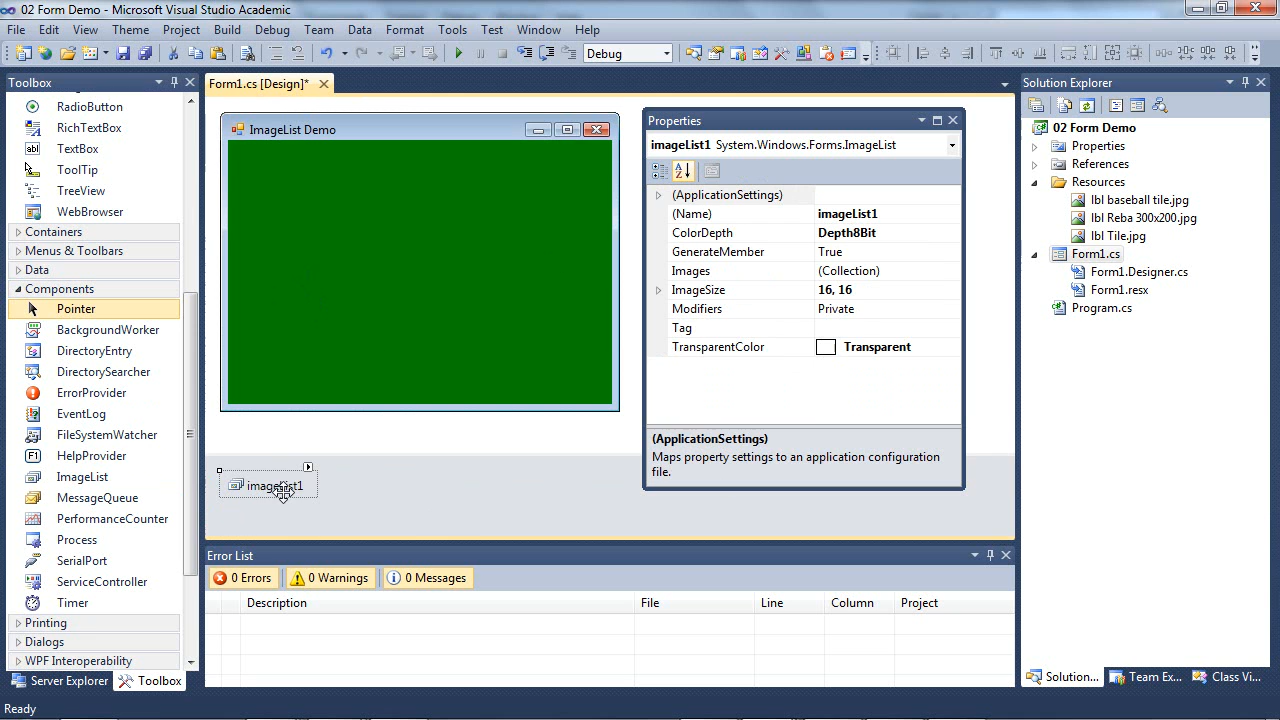 02 Form Demo - Microsoft Visual Studio Academic
File Edit View Theme Project Build Debug Team Data Format Tools Test Window Help
Debug
Toolbox
RadioButton
RichTextBox
abl TextBox
ToolTip
TreeView
WebBrowser
Containers
Menus & Toolbars
Data
Components
Pointer
BackgroundWorker
DirectoryEntry
DirectorySearcher
ErrorProvider
EventLog
FileSystemWatcher
F1 HelpProvider
ImageList
MessageQueue
PerformanceCounter
Process
SerialPort
ServiceController
Timer
Printing
Dialogs
WPF Interoperability
Server Explorer Toolbox
Form1.cs [Design]*
ImageList Demo
imageList1
Properties
imageList1 System.Windows.Forms.ImageList
(ApplicationSettings)
(Name) imageList1
ColorDepth Depth8Bit
GenerateMember True
Images (Collection)
ImageSize 16, 16
Modifiers Private
Tag
TransparentColor Transparent
(ApplicationSettings)
Maps property settings to an application configuration
file.
Error List
0 Errors 0 Warnings 0 Messages
Description File Line Column Project
Solution Explorer
02 Form Demo
Properties
References
Resources
lbl baseball tile.jpg
lbl Reba 300x200.jpg
lbl Tile.jpg
Form1.cs
Form1.Designer.cs
Form1.resx
Program.cs
Solution... Team Ex... Class Vi...
Ready